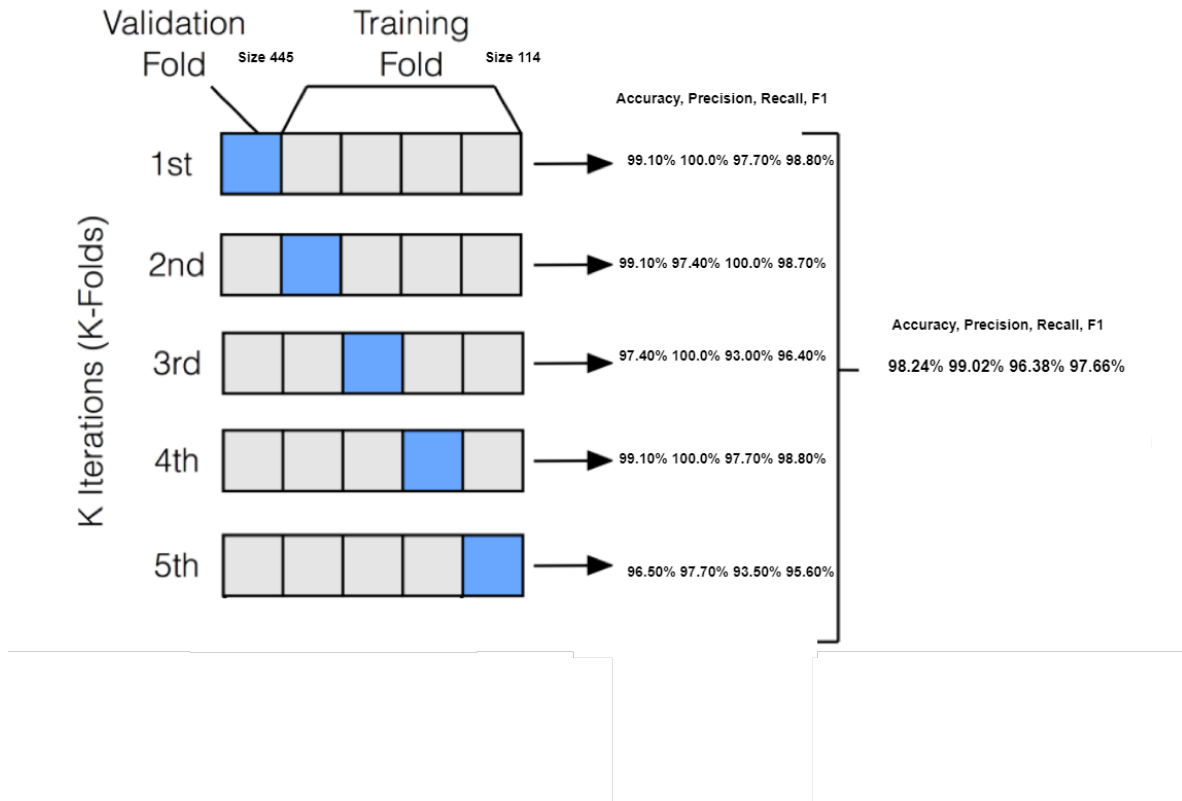 Validation
Fold
Size 445
Training
Fold
Size 114
Accuracy, Precision, Recall, F1
1st
99.10% 100.0% 97.70% 98.80%
2nd
99.10% 97.40% 100.0% 98.70%
3rd
97.40% 100.0% 93.00% 96.40%
4th
99.10% 100.0% 97.70% 98.80%
5th
96.50% 97.70% 93.50% 95.60%
K Iterations (K-Folds)
Accuracy, Precision, Recall, F1
98.24% 99.02% 96.38% 97.66%